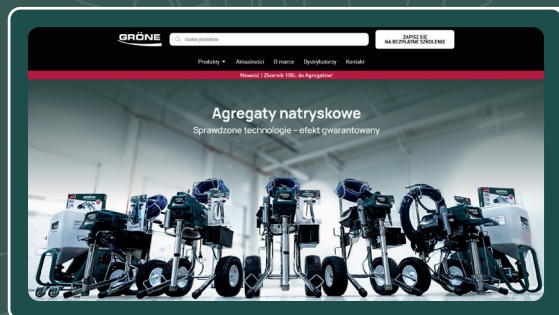 GRÖNE
Szukaj produktów
ZAPISZ SIĘ
NA BEZPŁATNE SZKOLENIE
Produkty
Aktualności
O marce
Dystrybutorzy
Kontakt
Nowość | Zbiornik 105L do Agregatów!
Agregaty natryskowe
Sprawdzone technologie – efekt gwarantowany